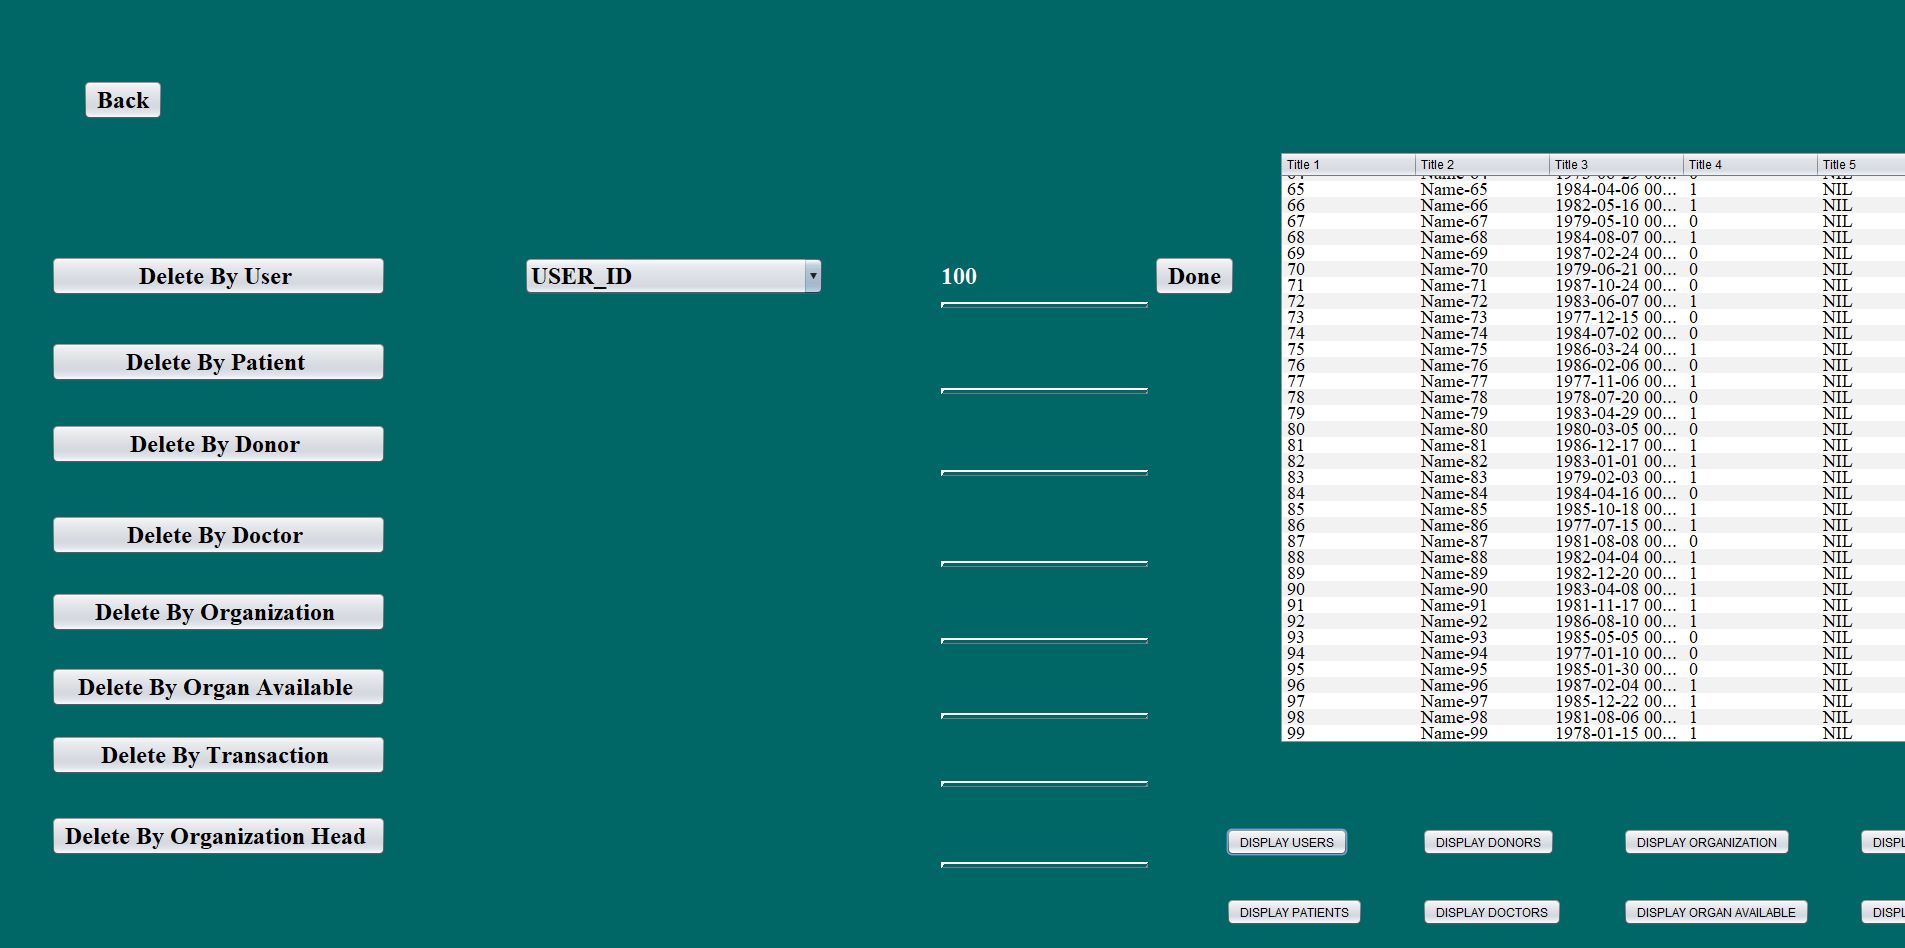 Back
Title 1 Title 2 Title 3 Title 4 Title 5
65 Name-65 1984-04-06 00... 1 NIL
66 Name-66 1982-05-16 00... 1 NIL
67 Name-67 1979-05-10 00... 0 NIL
68 Name-68 1984-08-07 00... 1 NIL
69 Name-69 1987-02-24 00... 0 NIL
70 Name-70 1979-06-21 00... 0 NIL
71 Name-71 1987-10-24 00... 0 NIL
72 Name-72 1983-06-07 00... 1 NIL
73 Name-73 1977-12-15 00... 0 NIL
74 Name-74 1984-07-02 00... 0 NIL
75 Name-75 1986-03-24 00... 1 NIL
76 Name-76 1986-02-06 00... 0 NIL
77 Name-77 1977-11-06 00... 1 NIL
78 Name-78 1978-07-20 00... 0 NIL
79 Name-79 1983-04-29 00... 1 NIL
80 Name-80 1980-03-05 00... 0 NIL
81 Name-81 1986-12-17 00... 1 NIL
82 Name-82 1983-01-01 00... 1 NIL
83 Name-83 1979-02-03 00... 1 NIL
84 Name-84 1984-04-16 00... 0 NIL
85 Name-85 1985-10-18 00... 1 NIL
86 Name-86 1977-07-15 00... 1 NIL
87 Name-87 1981-08-08 00... 0 NIL
88 Name-88 1982-04-04 00... 1 NIL
89 Name-89 1982-12-20 00... 1 NIL
90 Name-90 1983-04-08 00... 1 NIL
91 Name-91 1981-11-17 00... 1 NIL
92 Name-92 1986-08-10 00... 1 NIL
93 Name-93 1985-05-05 00... 0 NIL
94 Name-94 1977-01-10 00... 0 NIL
95 Name-95 1985-01-30 00... 0 NIL
96 Name-96 1987-02-04 00... 1 NIL
97 Name-97 1985-12-22 00... 1 NIL
98 Name-98 1981-08-06 00... 1 NIL
99 Name-99 1978-01-15 00... 1 NIL
Delete By User USER_ID 100 Done
Delete By Patient
Delete By Donor
Delete By Doctor
Delete By Organization
Delete By Organ Available
Delete By Transaction
Delete By Organization Head
DISPLAY USERS DISPLAY DONORS DISPLAY ORGANIZATION DISPL
DISPLAY PATIENTS DISPLAY DOCTORS DISPLAY ORGAN AVAILABLE DISPL